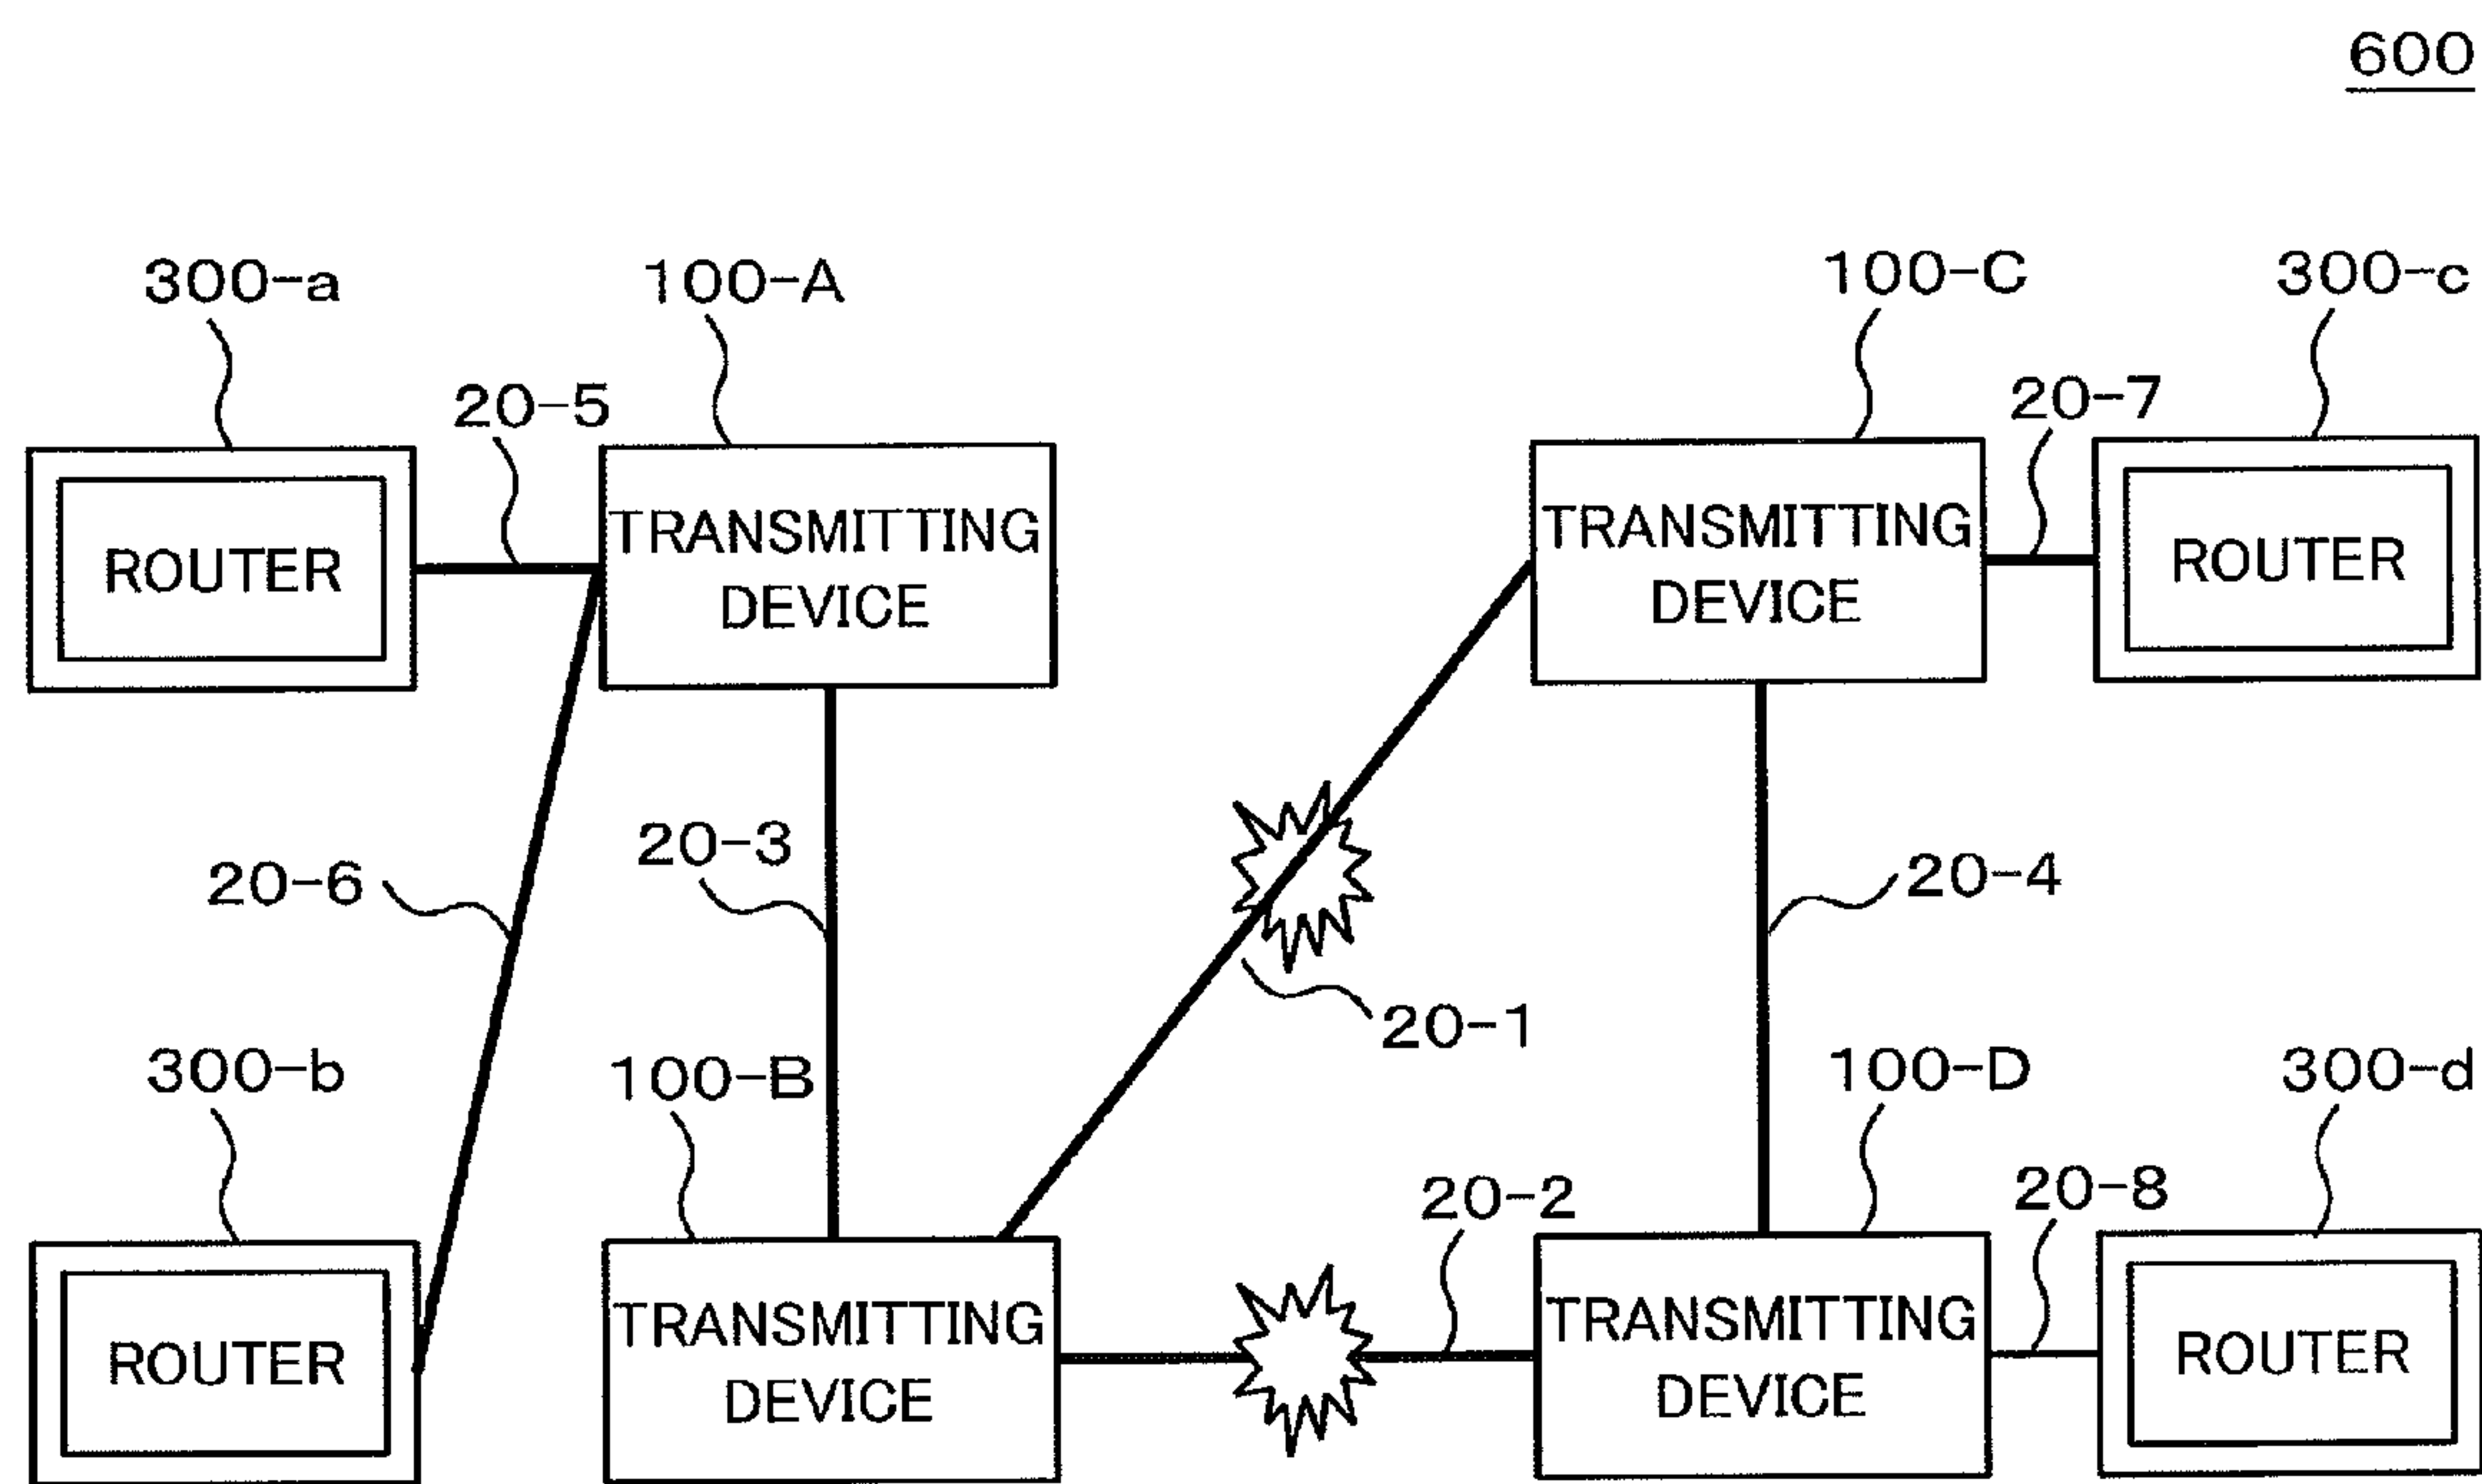 600
300-a
100-A
100-C
300-c
20-5
20-7
ROUTER
TRANSMITTING
DEVICE
TRANSMITTING
DEVICE
ROUTER
20-6
20-3
20-4
20-1
300-b
100-B
100-D
300-d
20-2
20-8
ROUTER
TRANSMITTING
DEVICE
TRANSMITTING
DEVICE
ROUTER